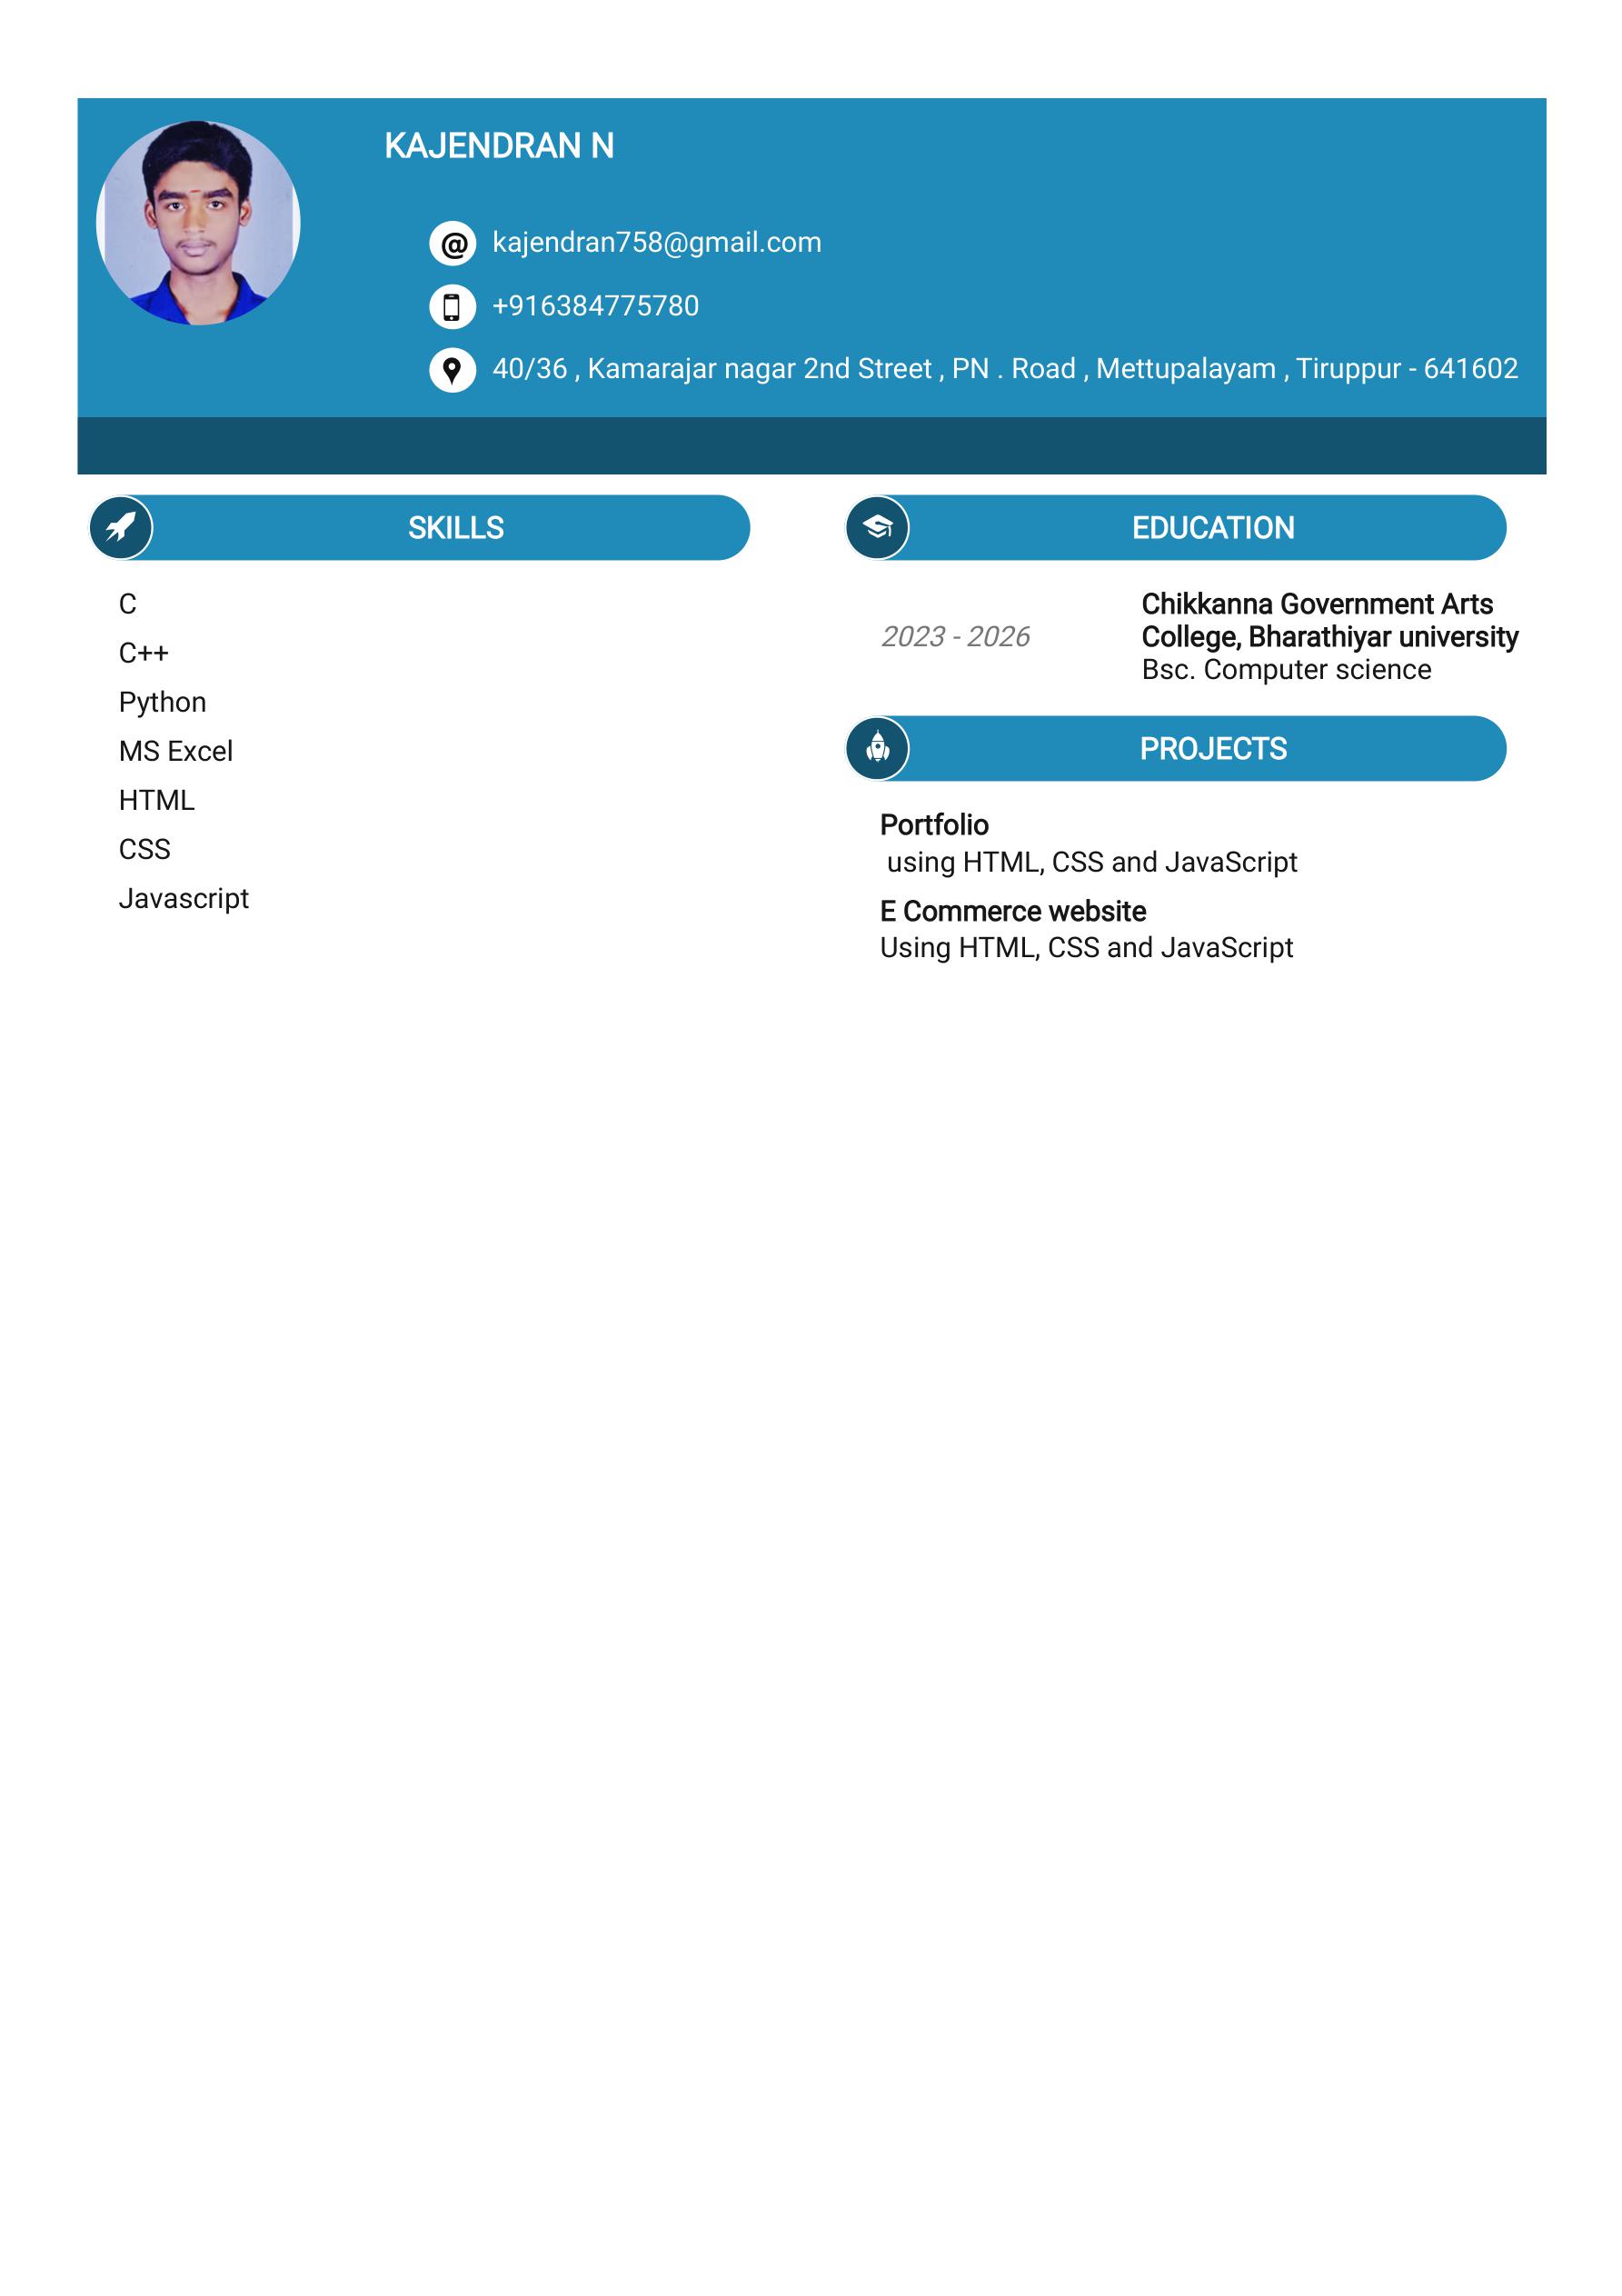 KAJENDRAN N
kajendran758@gmail.com
+916384775780
40/36 , Kamarajar nagar 2nd Street , PN . Road , Mettupalayam , Tiruppur - 641602
SKILLS
C
C++
Python
MS Excel
HTML
CSS
Javascript
EDUCATION
2023 - 2026
Chikkanna Government Arts
College, Bharathiyar university
Bsc. Computer science
PROJECTS
Portfolio
using HTML, CSS and JavaScript
E Commerce website
Using HTML, CSS and JavaScript